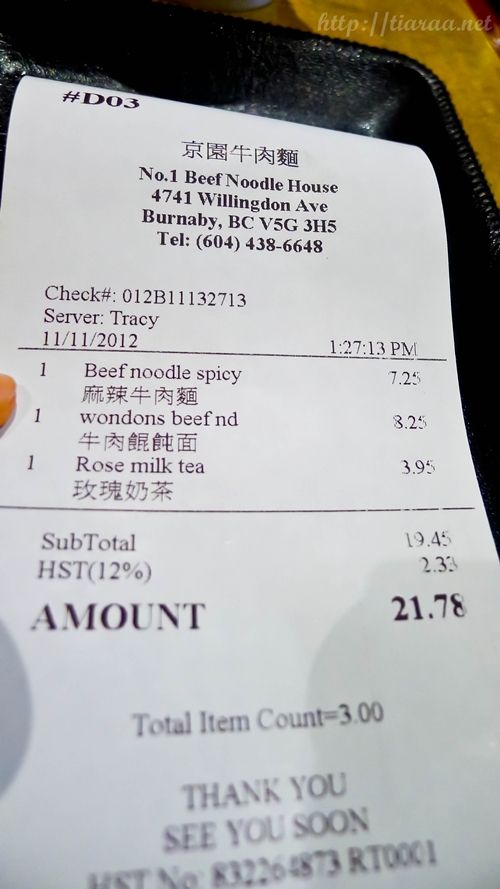 http://tiaraa.net
#D03
京園牛肉麵
No.1 Beef Noodle House
4741 Willingdon Ave
Burnaby, BC V5G 3H5
Tel: (604) 438-6648
Check#: 012B11132713
Server: Tracy
11/11/2012 1:27:13 PM
1 Beef noodle spicy 7.25
麻辣牛肉麵
1 wondons beef nd 8.25
牛肉餛飩面
1 Rose milk tea 3.95
玫瑰奶茶
SubTotal 19.45
HST(12%) 2.33
AMOUNT 21.78
Total Item Count=3.00
THANK YOU
SEE YOU SOON
HST No: 832264873 RT0001